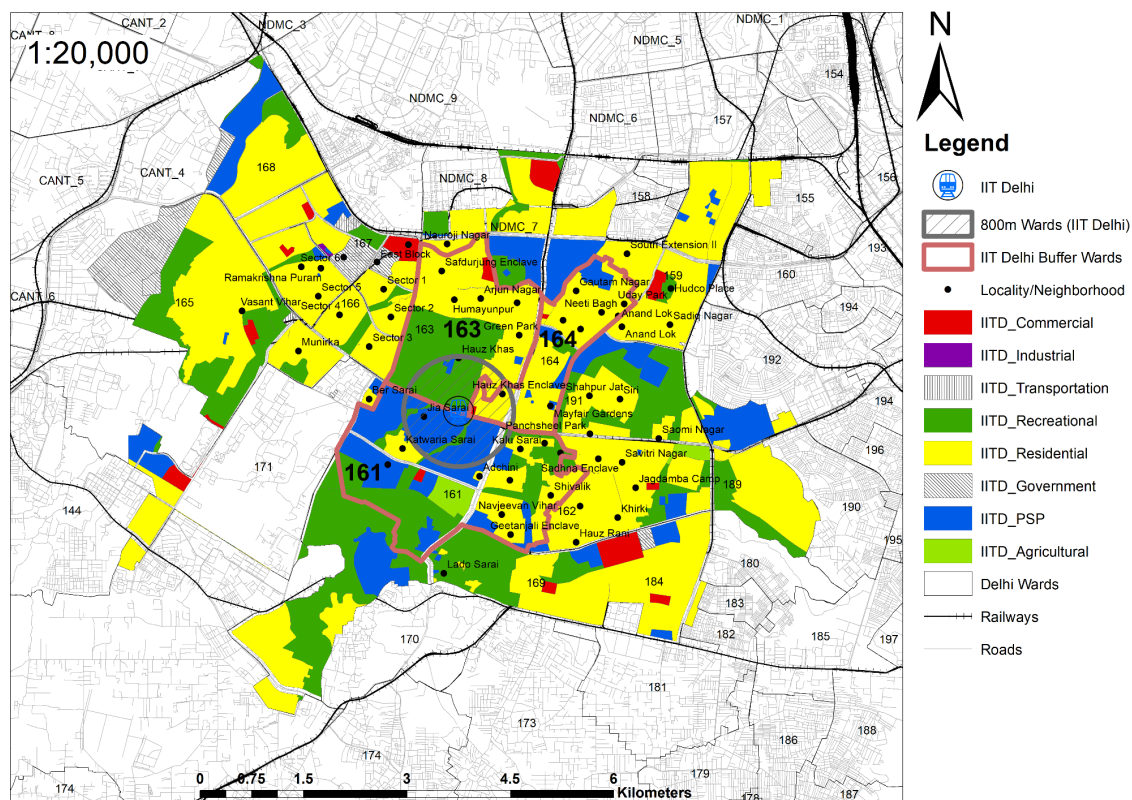 CANT_2
NDMC_3
NDMC_1
1:20,000
NDMC_5
154
NDMC_9
NDMC_6
157
CANT_5
CANT_4
168
NDMC_8
158
155
156
NDMC_7
167
Nauroji Nagar
193
Sector 6
East Block
South Extension II
Safdurjung Enclave
160
Ramakrishna Puram
Sector 5
Sector 1
Gautam Nagar
159
Hudco Place
CANT_6
165
Vasant Vihar
Sector 4
166
Arjun Nagar
Neeti Bagh
Uday Park
194
Humayunpur
Sector 2
Anand Lok
Sadiq Nagar
163
163
Green Park
164
Anand Lok
Munirka
Sector 3
Hauz Khas
164
192
Ber Sarai
Hauz Khas Enclave
Shahpur Jat
Siri
194
Jia Sarai
191
Mayfair Gardens
Panchsheel Park
Saomi Nagar
Katwaria Sarai
Kalu Sarai
196
171
161
Adchini
Sadhna Enclave
Savitri Nagar
161
Shivalik
Jagdamba Camp
189
144
Navjeevan Vihar
162
Khirki
190
Geetanjali Enclave
Hauz Rani
195
Lado Sarai
169
184
180
183
170
182
185
197
181
173
188
174
186
179
174
178
187
0 0.75 1.5 3 4.5 6
Kilometers
N
Legend
IIT Delhi
800m Wards (IIT Delhi)
IIT Delhi Buffer Wards
Locality/Neighborhood
IITD_Commercial
IITD_Industrial
IITD_Transportation
IITD_Recreational
IITD_Residential
IITD_Government
IITD_PSP
IITD_Agricultural
Delhi Wards
Railways
Roads